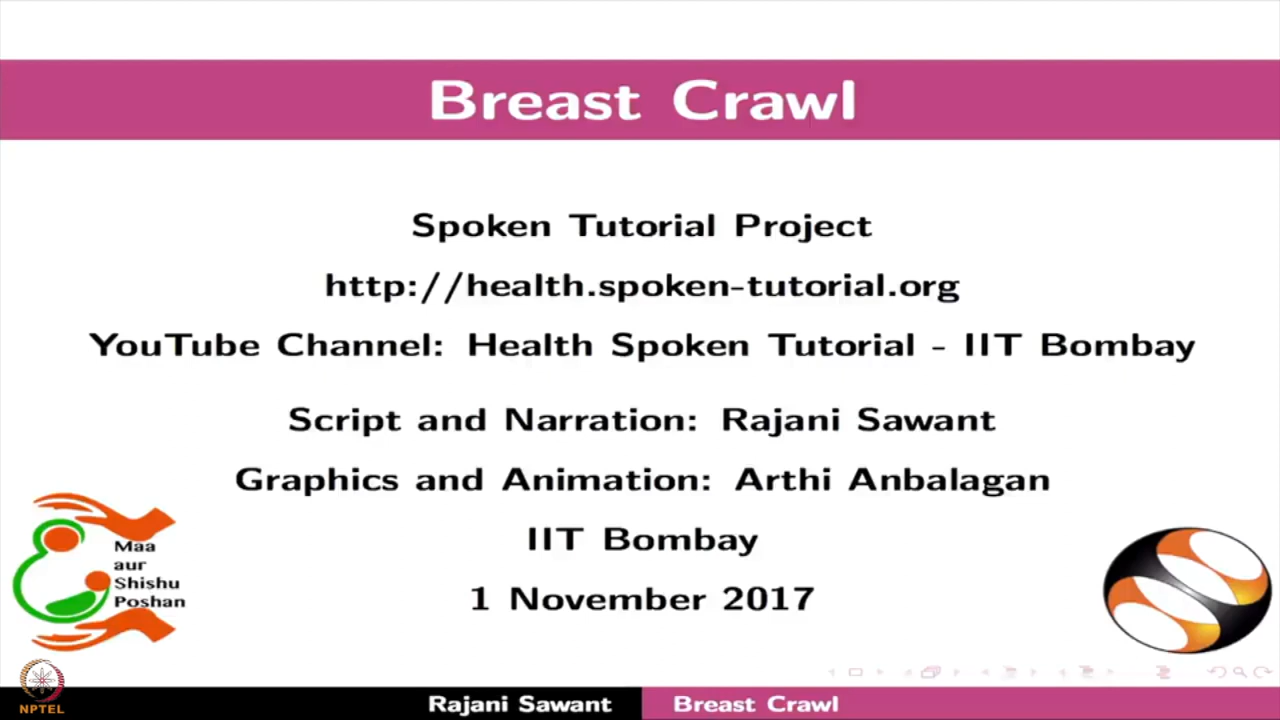 Breast Crawl
Spoken Tutorial Project
http://health.spoken-tutorial.org
YouTube Channel: Health Spoken Tutorial - IIT Bombay
Script and Narration: Rajani Sawant
Graphics and Animation: Arthi Anbalagan
IIT Bombay
1 November 2017
Maa
aur
Shishu
Poshan
NPTEL
Rajani Sawant
Breast Crawl